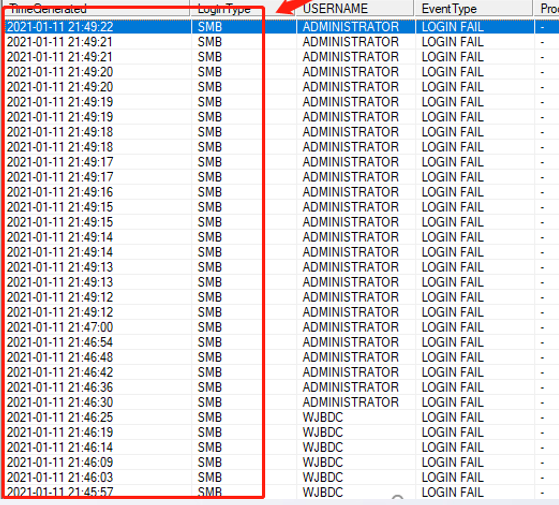 TimeGenerated LoginType USERNAME EventType
2021-01-11 21:49:22 SMB ADMINISTRATOR LOGIN FAIL -
2021-01-11 21:49:21 SMB ADMINISTRATOR LOGIN FAIL -
2021-01-11 21:49:21 SMB ADMINISTRATOR LOGIN FAIL -
2021-01-11 21:49:20 SMB ADMINISTRATOR LOGIN FAIL -
2021-01-11 21:49:20 SMB ADMINISTRATOR LOGIN FAIL -
2021-01-11 21:49:19 SMB ADMINISTRATOR LOGIN FAIL -
2021-01-11 21:49:19 SMB ADMINISTRATOR LOGIN FAIL -
2021-01-11 21:49:18 SMB ADMINISTRATOR LOGIN FAIL -
2021-01-11 21:49:18 SMB ADMINISTRATOR LOGIN FAIL -
2021-01-11 21:49:17 SMB ADMINISTRATOR LOGIN FAIL -
2021-01-11 21:49:17 SMB ADMINISTRATOR LOGIN FAIL -
2021-01-11 21:49:16 SMB ADMINISTRATOR LOGIN FAIL -
2021-01-11 21:49:15 SMB ADMINISTRATOR LOGIN FAIL -
2021-01-11 21:49:15 SMB ADMINISTRATOR LOGIN FAIL -
2021-01-11 21:49:14 SMB ADMINISTRATOR LOGIN FAIL -
2021-01-11 21:49:14 SMB ADMINISTRATOR LOGIN FAIL -
2021-01-11 21:49:13 SMB ADMINISTRATOR LOGIN FAIL -
2021-01-11 21:49:13 SMB ADMINISTRATOR LOGIN FAIL -
2021-01-11 21:49:12 SMB ADMINISTRATOR LOGIN FAIL -
2021-01-11 21:49:12 SMB ADMINISTRATOR LOGIN FAIL -
2021-01-11 21:47:00 SMB ADMINISTRATOR LOGIN FAIL -
2021-01-11 21:46:54 SMB ADMINISTRATOR LOGIN FAIL -
2021-01-11 21:46:48 SMB ADMINISTRATOR LOGIN FAIL -
2021-01-11 21:46:42 SMB ADMINISTRATOR LOGIN FAIL -
2021-01-11 21:46:36 SMB ADMINISTRATOR LOGIN FAIL -
2021-01-11 21:46:30 SMB ADMINISTRATOR LOGIN FAIL -
2021-01-11 21:46:25 SMB WJBDC LOGIN FAIL -
2021-01-11 21:46:19 SMB WJBDC LOGIN FAIL -
2021-01-11 21:46:14 SMB WJBDC LOGIN FAIL -
2021-01-11 21:46:09 SMB WJBDC LOGIN FAIL -
2021-01-11 21:46:03 SMB WJBDC LOGIN FAIL -
2021-01-11 21:45:57 SMB WJBDC LOGIN FAIL -